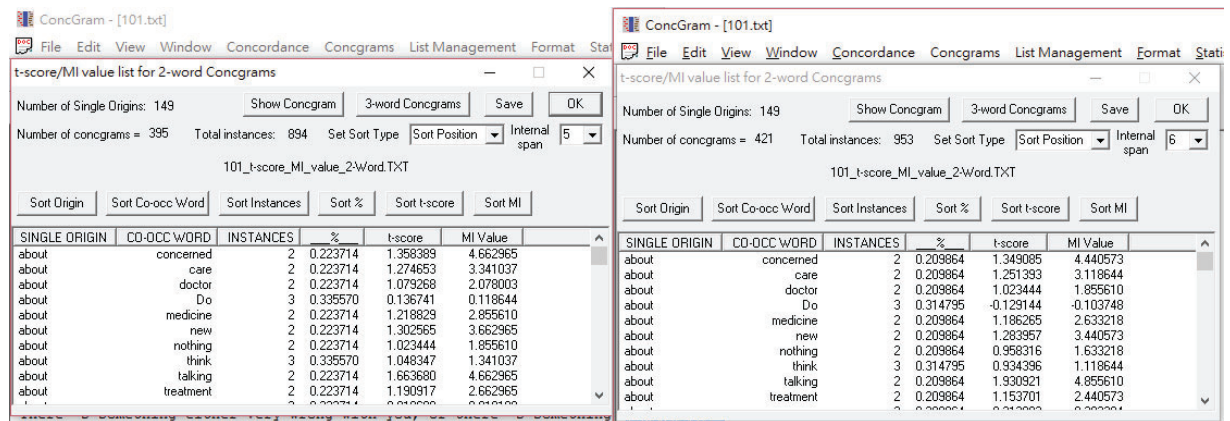 ConcGram - [101.txt]
File Edit View Window Concordance Concgrams List Management Format Stat
t-score/MI value list for 2-word Concgrams
Number of Single Origins: 149 Show Concgram 3-word Concgrams Save OK
Number of concgrams = 395 Total instances: 894 Set Sort Type Sort Position Internal span 5
101_t-score_MI_value_2-Word.TXT
Sort Origin Sort Co-occ Word Sort Instances Sort % Sort t-score Sort MI
SINGLE ORIGIN CO-OCC WORD INSTANCES % t-score MI Value
about concerned 2 0.223714 1.358389 4.662965
about care 2 0.223714 1.274653 3.341037
about doctor 2 0.223714 1.079268 2.078003
about Do 3 0.335570 0.136741 0.118644
about medicine 2 0.223714 1.218829 2.855610
about new 2 0.223714 1.302565 3.662965
about nothing 2 0.223714 1.023444 1.855610
about think 3 0.335570 1.048347 1.341037
about talking 2 0.223714 1.663680 4.662965
about treatment 2 0.223714 1.190917 2.662965
ConcGram - [101.txt]
File Edit View Window Concordance Concgrams List Management Format Statis
t-score/MI value list for 2-word Concgrams
Number of Single Origins: 149 Show Concgram 3-word Concgrams Save OK
Number of concgrams = 421 Total instances: 953 Set Sort Type Sort Position Internal span 6
101_t-score_MI_value_2-Word.TXT
Sort Origin Sort Co-occ Word Sort Instances Sort % Sort t-score Sort MI
SINGLE ORIGIN CO-OCC WORD INSTANCES % t-score MI Value
about concerned 2 0.209864 1.349085 4.440573
about care 2 0.209864 1.251393 3.118644
about doctor 2 0.209864 1.023444 1.855610
about Do 3 0.314795 -0.129144 -0.103748
about medicine 2 0.209864 1.186265 2.633218
about new 2 0.209864 1.283957 3.440573
about nothing 2 0.209864 0.958316 1.633218
about think 3 0.314795 0.934396 1.118644
about talking 2 0.209864 1.930921 4.855610
about treatment 2 0.209864 1.153701 2.440573